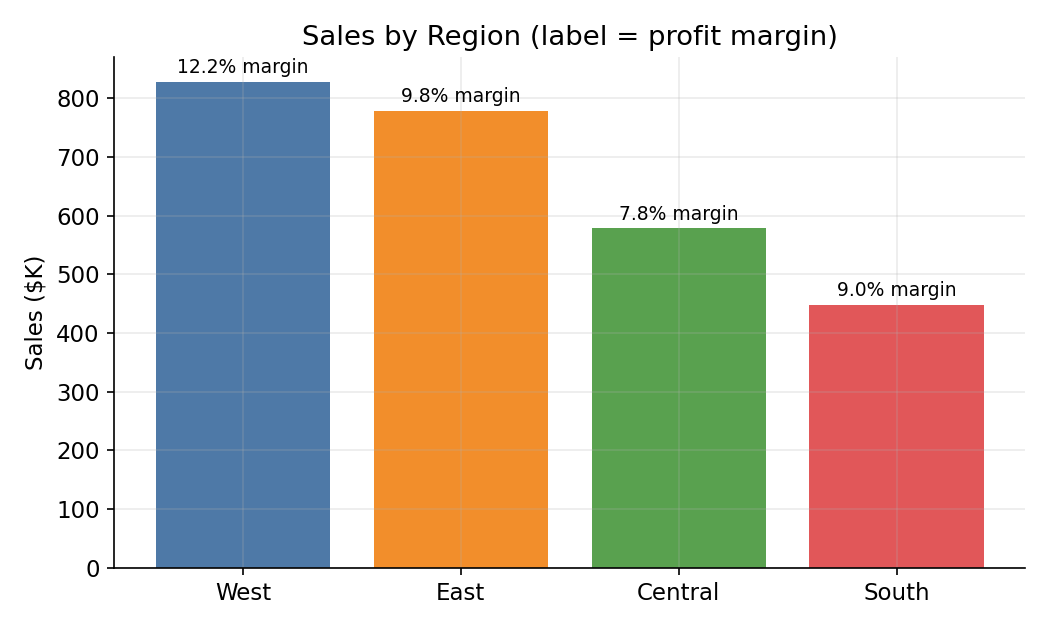 Sales by Region (label = profit margin)
12.2% margin
9.8% margin
7.8% margin
9.0% margin
Sales ($K)
800
700
600
500
400
300
200
100
0
West
East
Central
South